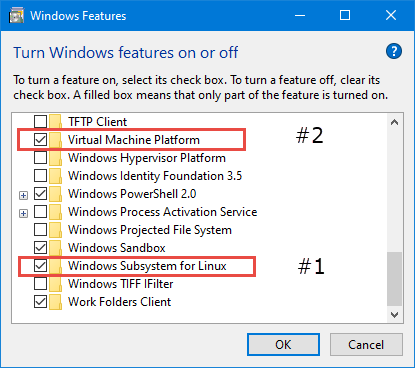 Windows Features
Turn Windows features on or off
?
To turn a feature on, select its check box. To turn a feature off, clear its
check box. A filled box means that only part of the feature is turned on.
TFTP Client
Virtual Machine Platform
#2
Windows Hypervisor Platform
Windows Identity Foundation 3.5
Windows PowerShell 2.0
Windows Process Activation Service
Windows Projected File System
Windows Sandbox
Windows Subsystem for Linux
#1
Windows TIFF IFilter
Work Folders Client
OK
Cancel